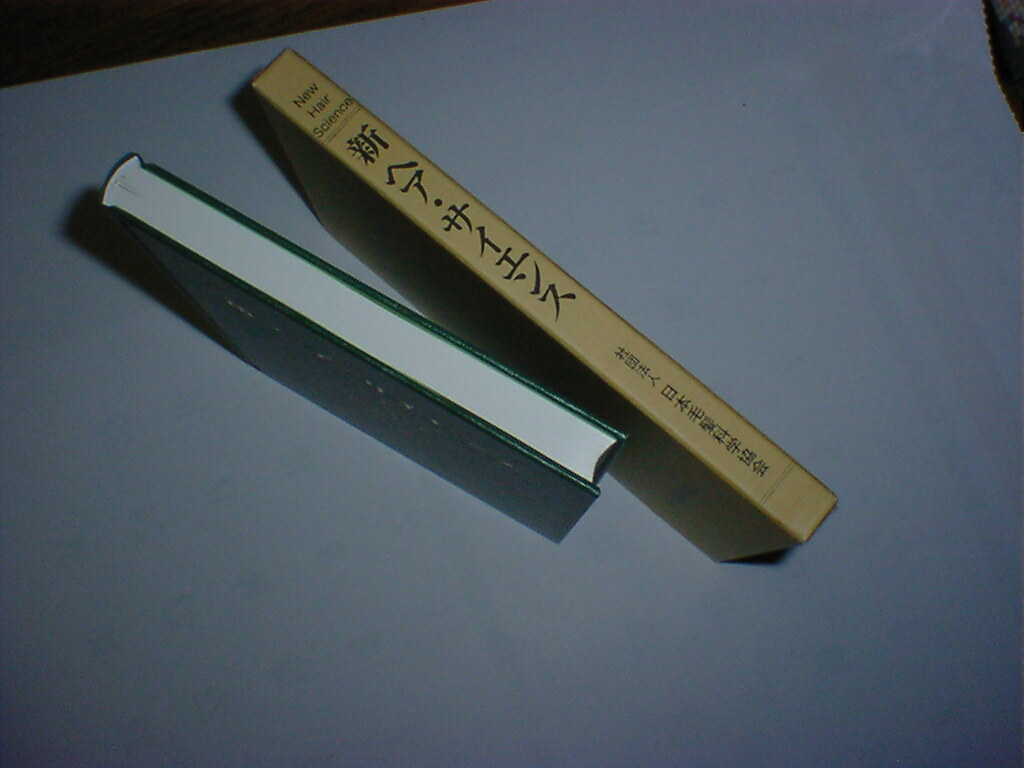 New
Hair
Science
新ヘア・サイエンス
社団法人 日本毛髪科学協会